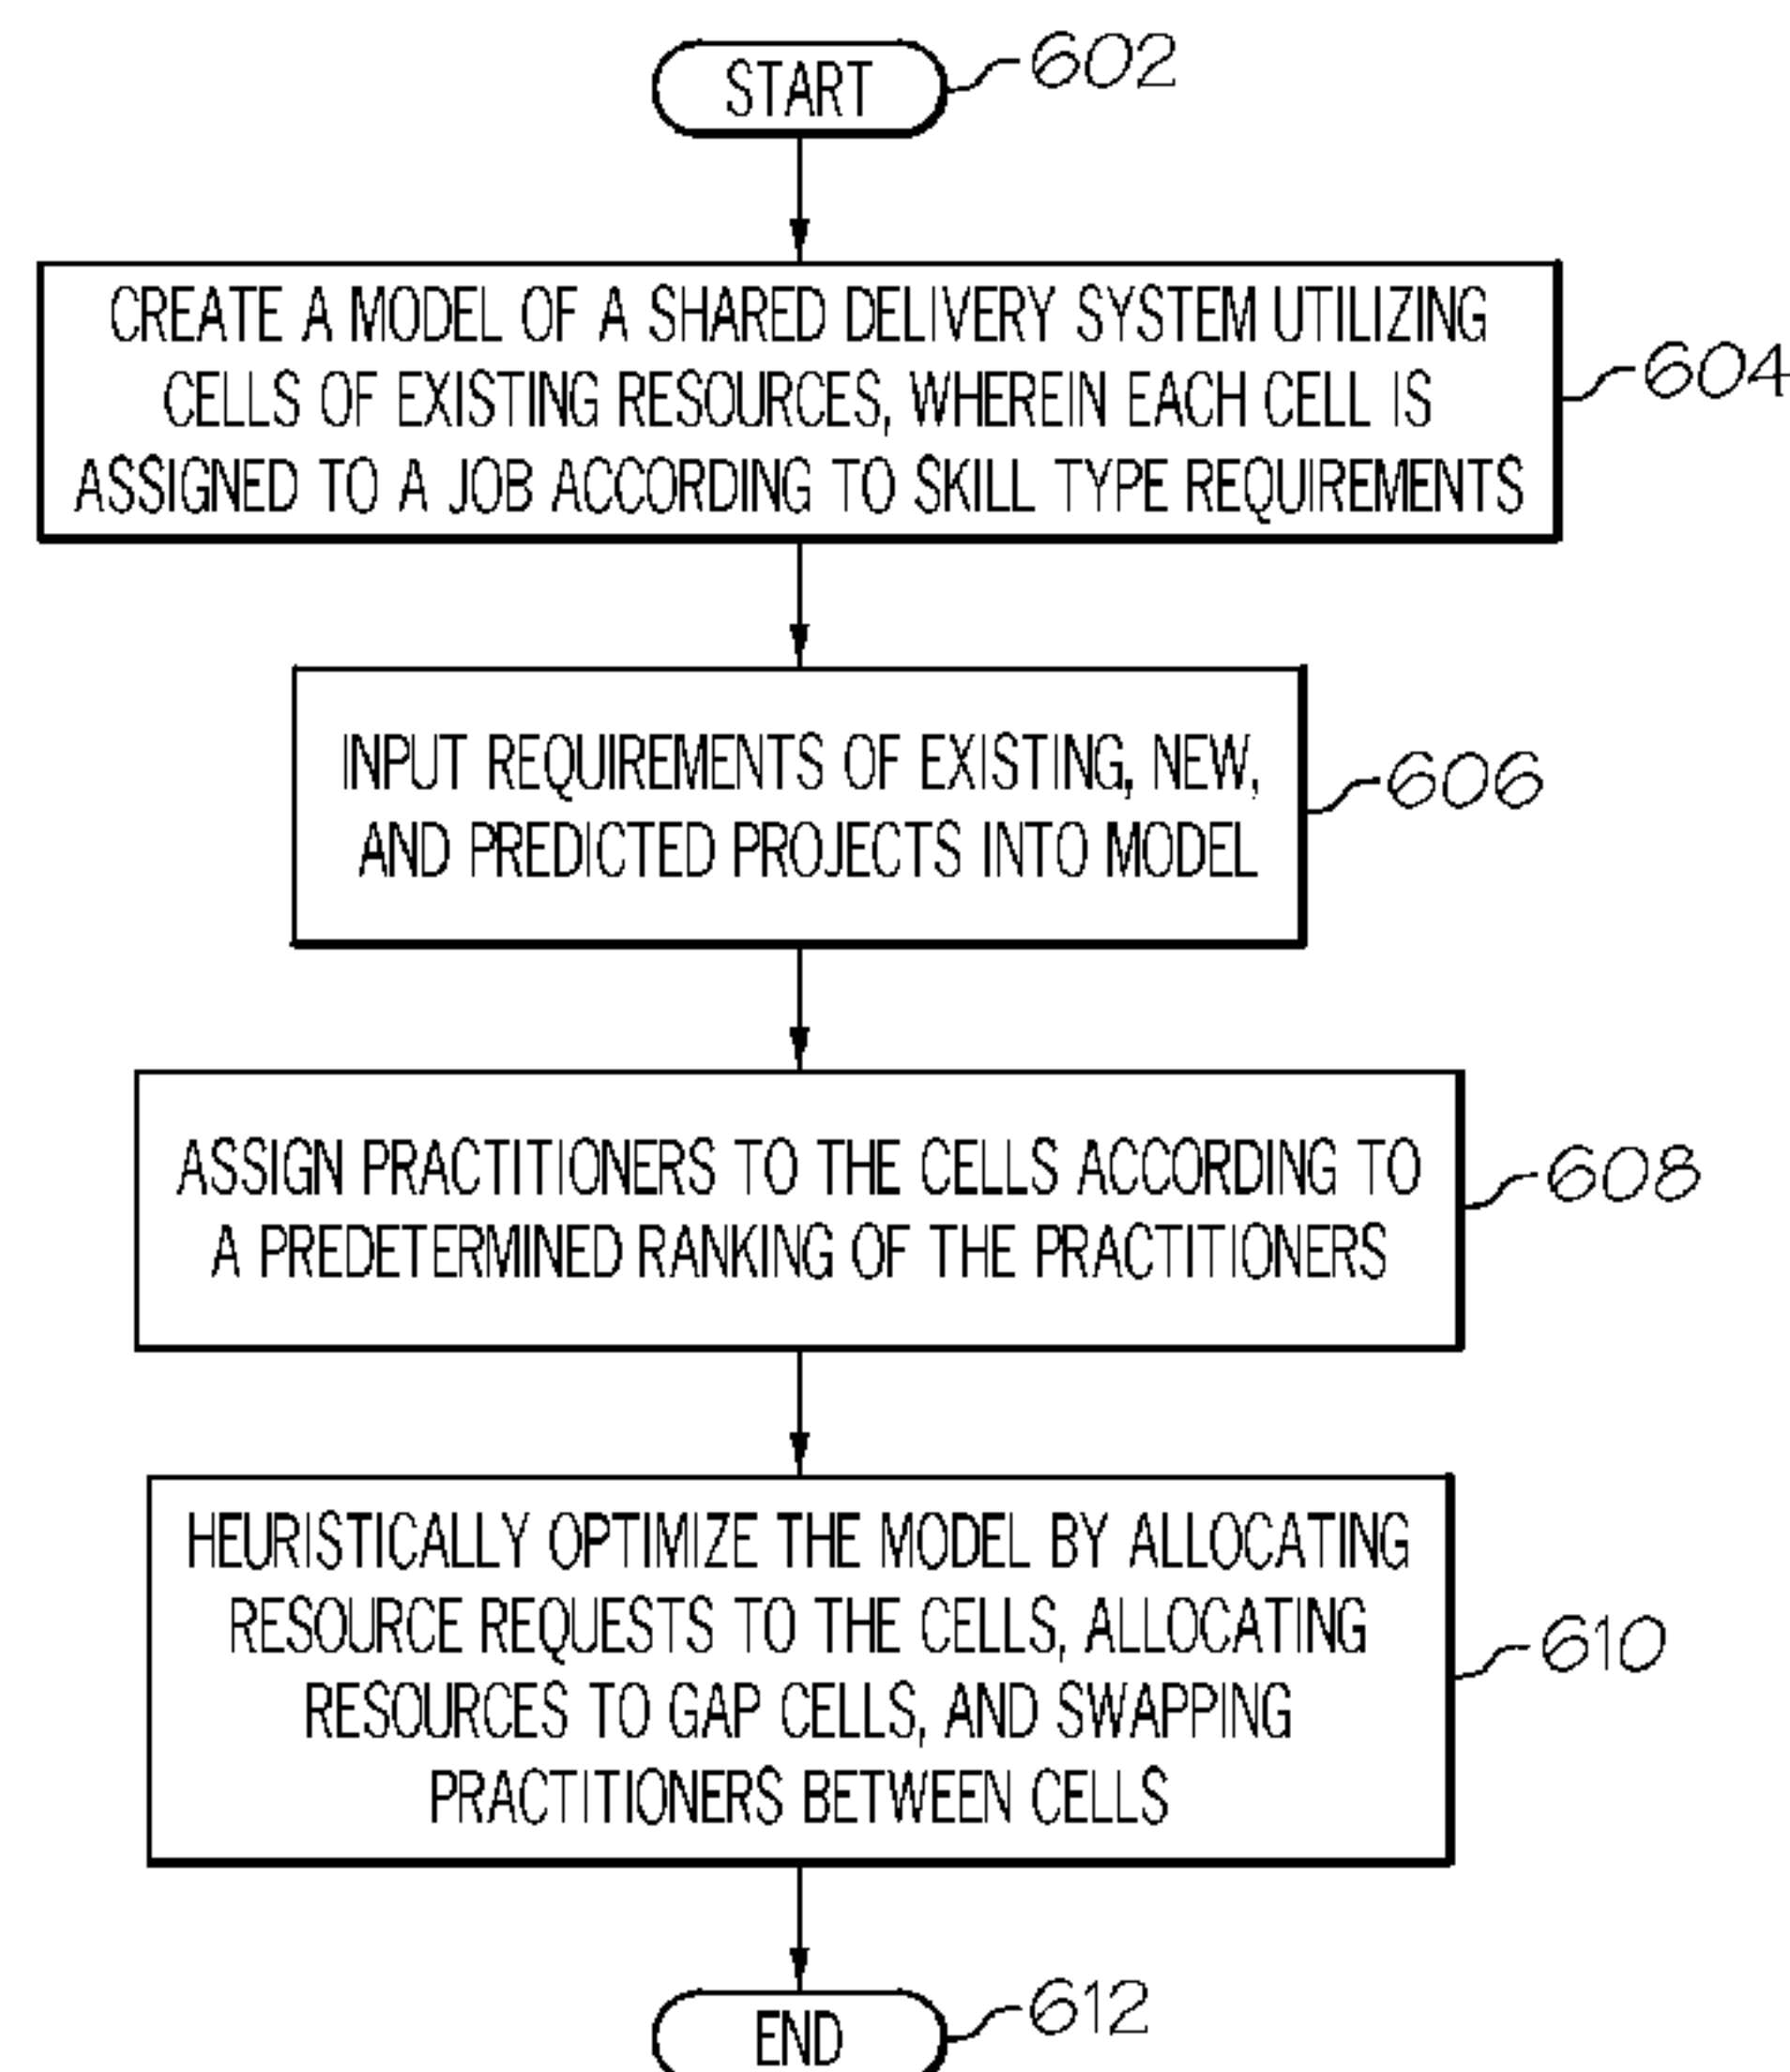 START
602
CREATE A MODEL OF A SHARED DELIVERY SYSTEM UTILIZING
CELLS OF EXISTING RESOURCES, WHEREIN EACH CELL IS
ASSIGNED TO A JOB ACCORDING TO SKILL TYPE REQUIREMENTS
604
INPUT REQUIREMENTS OF EXISTING, NEW,
AND PREDICTED PROJECTS INTO MODEL
606
ASSIGN PRACTITIONERS TO THE CELLS ACCORDING TO
A PREDETERMINED RANKING OF THE PRACTITIONERS
608
HEURISTICALLY OPTIMIZE THE MODEL BY ALLOCATING
RESOURCE REQUESTS TO THE CELLS, ALLOCATING
RESOURCES TO GAP CELLS, AND SWAPPING
PRACTITIONERS BETWEEN CELLS
610
END
612